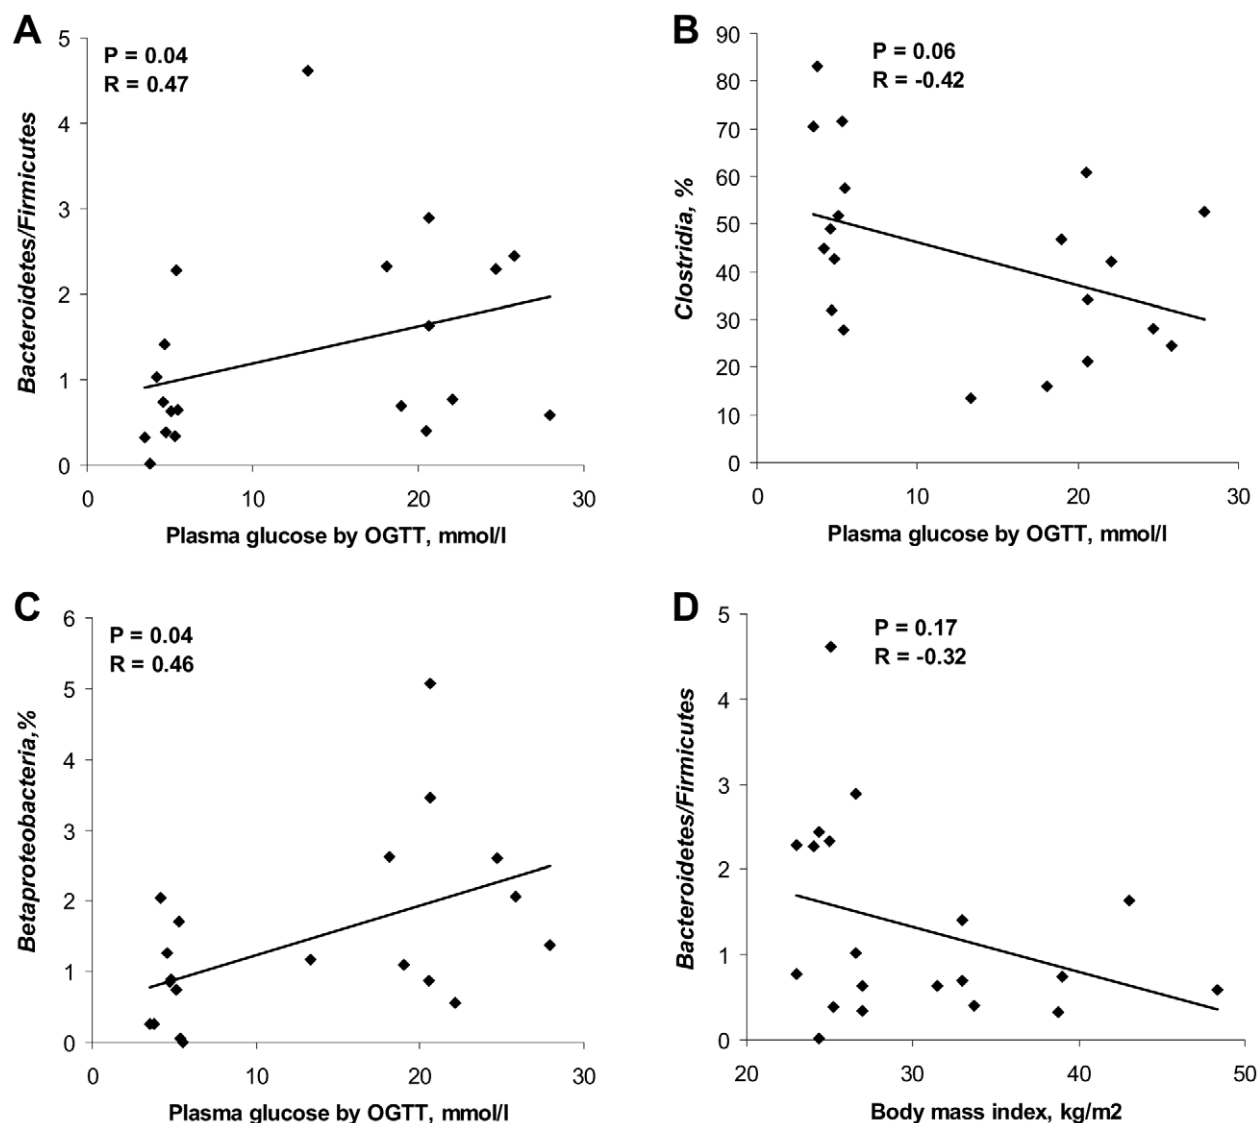 A
P = 0.04
R = 0.47
Bacteroidetes/Firmicutes
5
4
3
2
1
0
0 10 20 30
Plasma glucose by OGTT, mmol/l
B
P = 0.06
R = -0.42
Clostridia, %
90
80
70
60
50
40
30
20
10
0
0 10 20 30
Plasma glucose by OGTT, mmol/l
C
P = 0.04
R = 0.46
Betaproteobacteria,%
6
5
4
3
2
1
0
0 10 20 30
Plasma glucose by OGTT, mmol/l
D
P = 0.17
R = -0.32
Bacteroidetes/Firmicutes
5
4
3
2
1
0
20 30 40 50
Body mass index, kg/m2